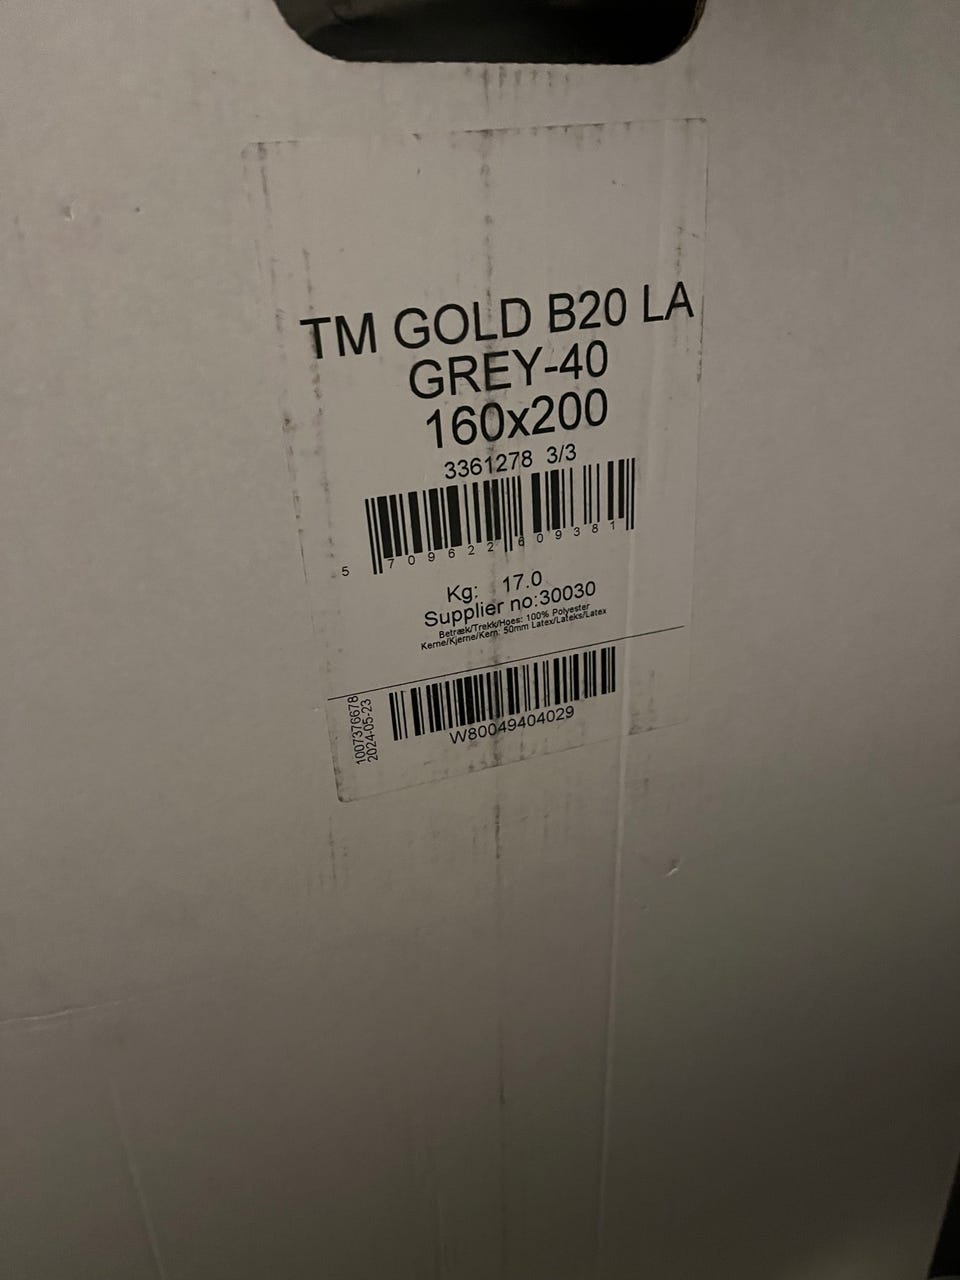 TM GOLD B20 LA
GREY-40
160x200
3361278 3/3
5 709622 609381
Kg: 17.0
Supplier no:30030
Betræk/Trekk/Hoes: 100% Polyester
Kerne/Kjerne/Kern: 50mm Latex/Lateks/Latex
1007376678
2024-05-23
W80049404029